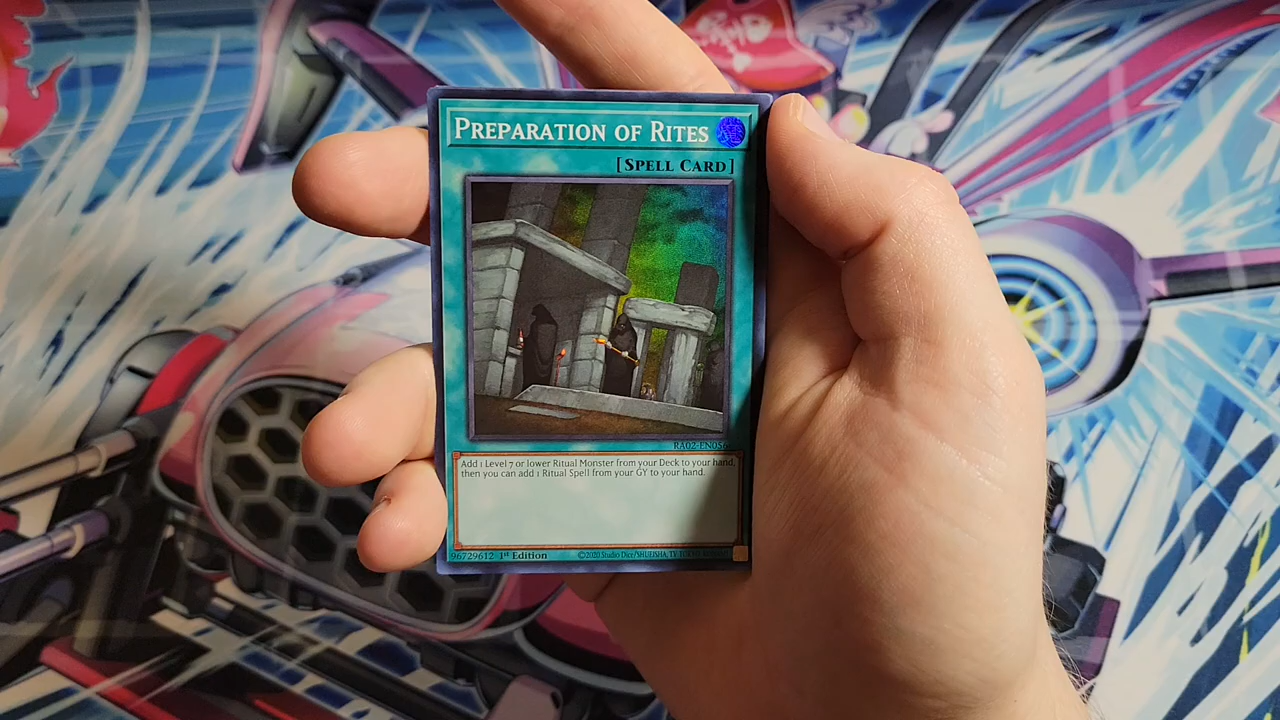 PREPARATION OF RITES
[SPELL CARD]
Add 1 Level 7 or lower Ritual Monster from your Deck to your hand,
then you can add 1 Ritual Spell from your GY to your hand.
96729612 1st Edition ©2020 Studio Dice/SHUEISHA, TV TOKYO, KONAMI